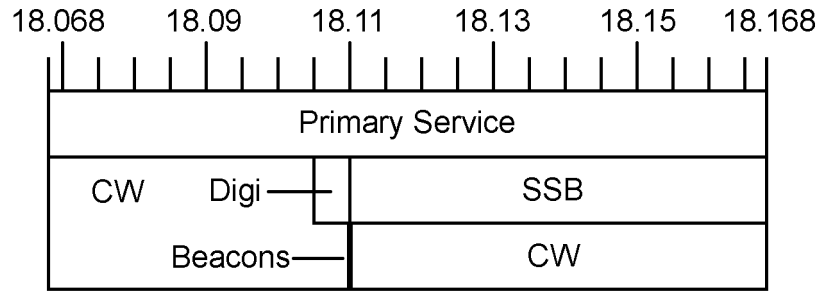 18.068 18.09 18.11 18.13 18.15 18.168
Primary Service
CW Digi SSB
Beacons CW